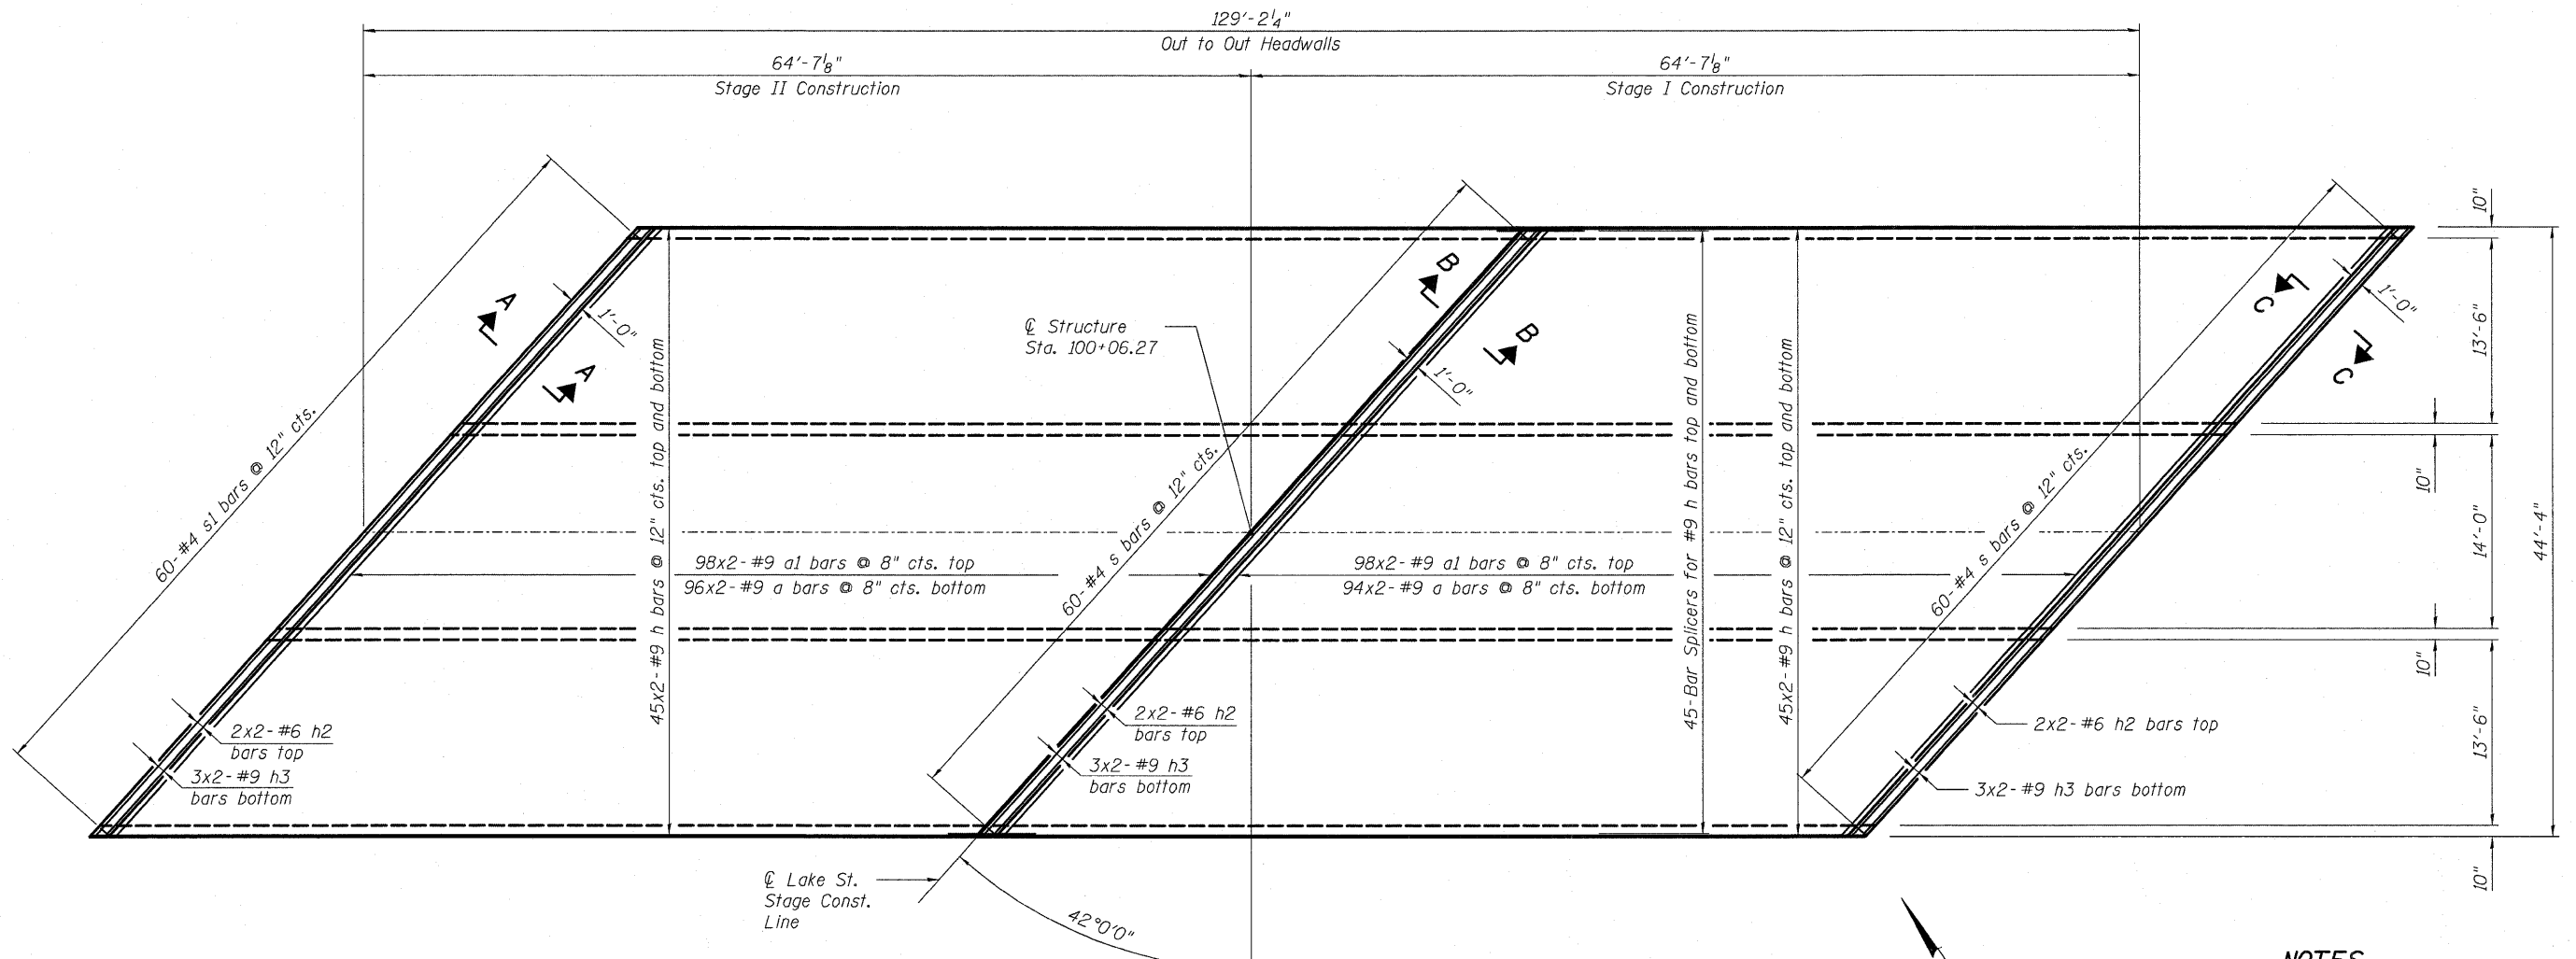 129'-2¼"
Out to Out Headwalls
64'-7⅛"
Stage II Construction
64'-7⅛"
Stage I Construction
10"
13'-6"
10"
14'-0"
44'-4"
10"
13'-6"
10"
60-#4 s1 bars @ 12" cts.
A
A
1'-0"
45x2-#9 h bars @ 12" cts. top and bottom
℄ Structure
Sta. 100+06.27
B
B
1'-0"
60-#4 s bars @ 12" cts.
45-Bar Splicers for #9 h bars top and bottom
45x2-#9 h bars @ 12" cts. top and bottom
C
C
1'-0"
60-#4 s bars @ 12" cts.
98x2-#9 a1 bars @ 8" cts. top
96x2-#9 a bars @ 8" cts. bottom
98x2-#9 a1 bars @ 8" cts. top
94x2-#9 a bars @ 8" cts. bottom
2x2-#6 h2
bars top
3x2-#9 h3
bars bottom
2x2-#6 h2
bars top
3x2-#9 h3
bars bottom
2x2-#6 h2 bars top
3x2-#9 h3 bars bottom
℄ Lake St.
Stage Const.
Line
42°0'0"
NOTES